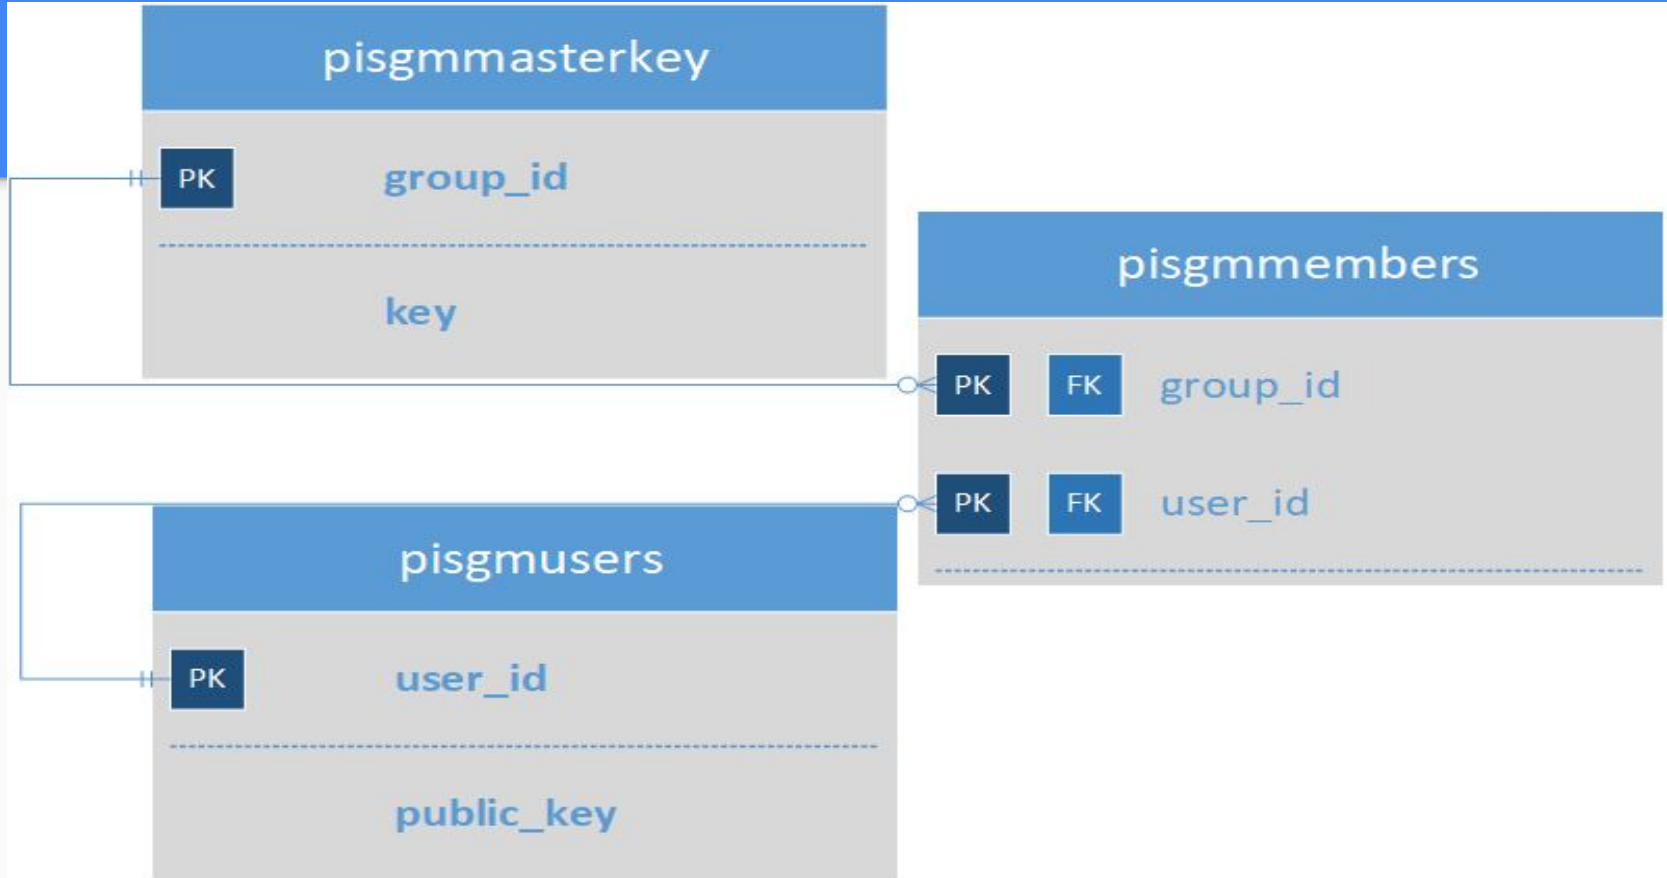 pisgmmasterkey
PK group_id
key
pisgmmembers
PK FK group_id
PK FK user_id
pisgmusers
PK user_id
public_key